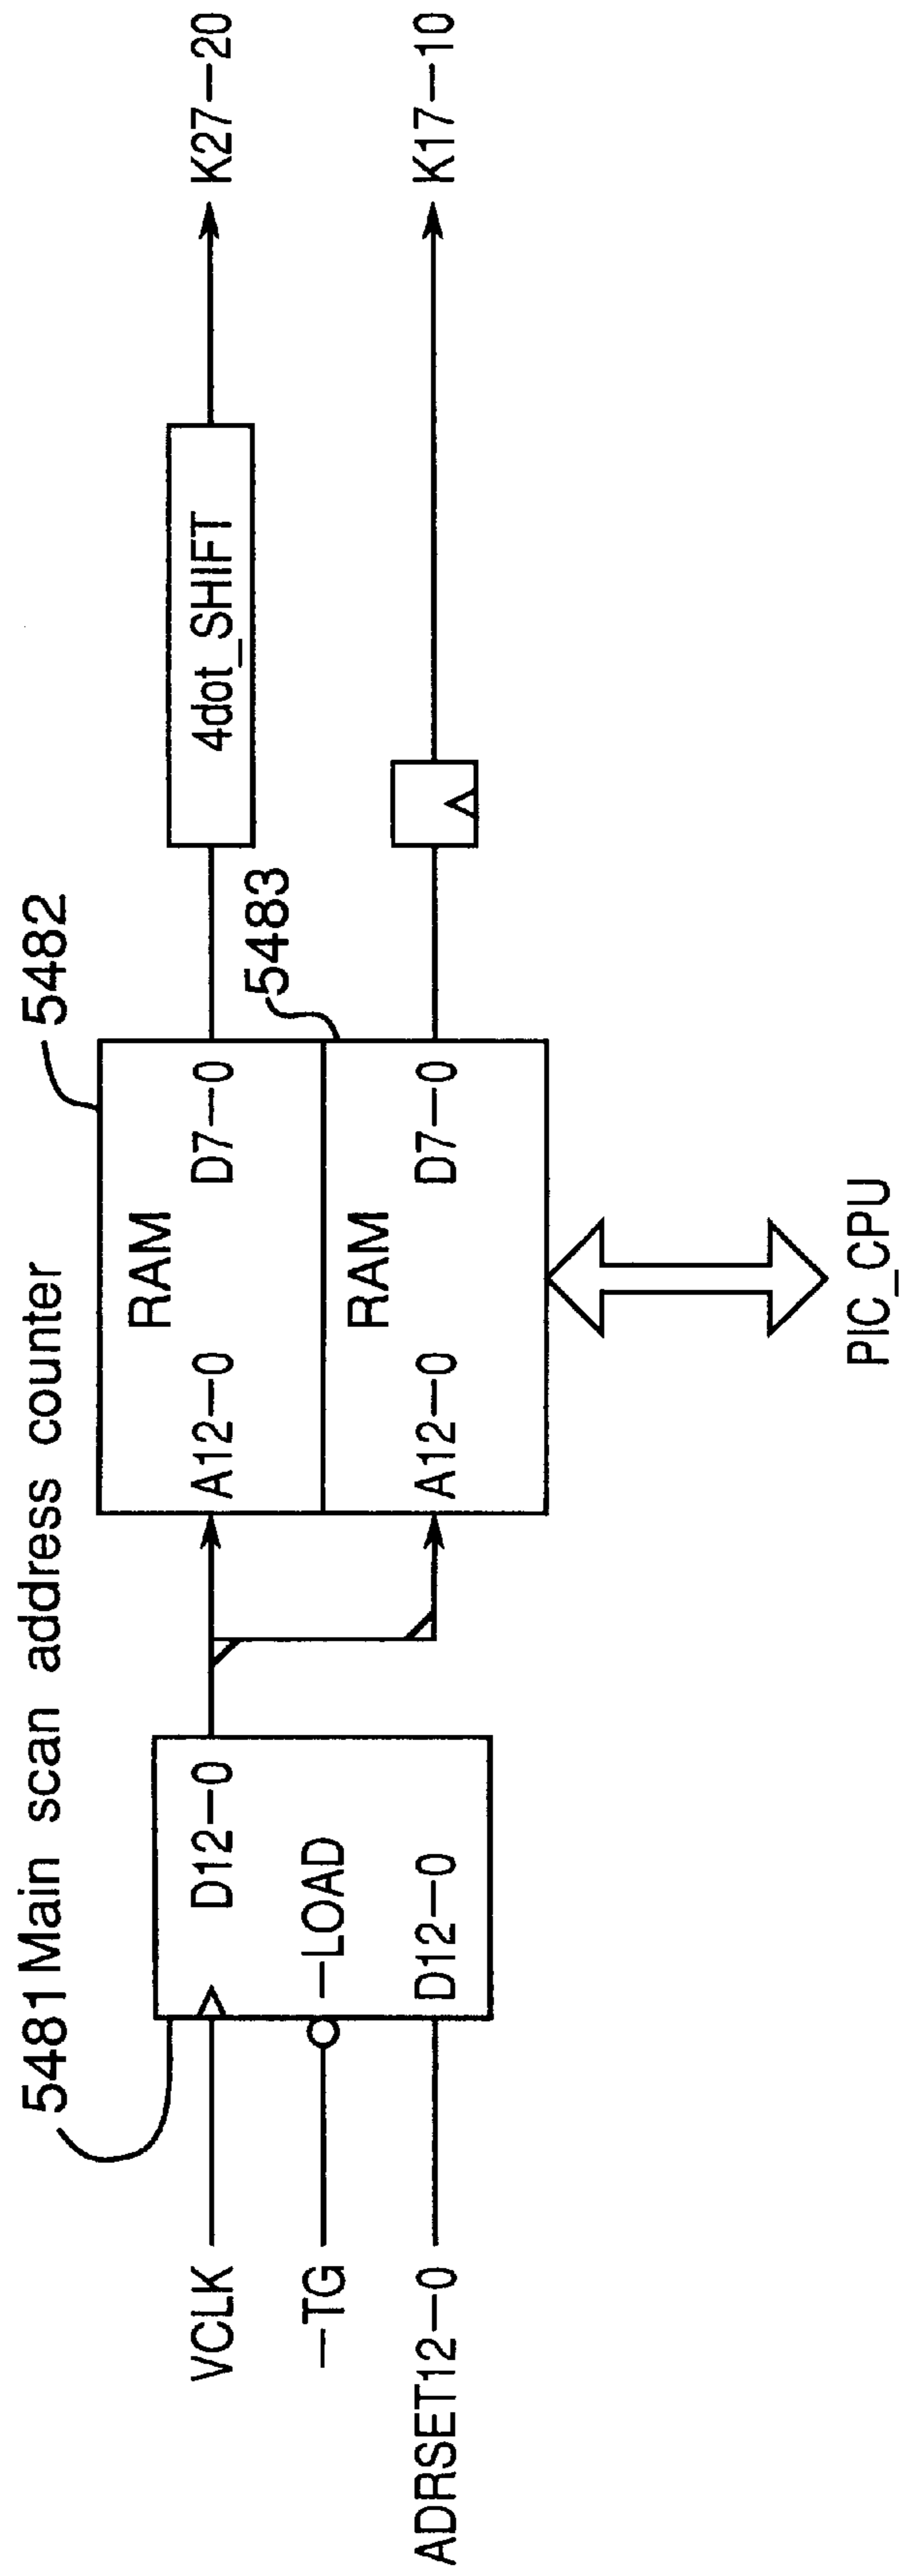 5481 Main scan address counter
VCLK
—TG
ADRSET12—0
D12—0
—LOAD
D12—0
5482
RAM
A12—0 D7—0
5483
RAM
A12—0 D7—0
4dot_SHIFT
K27—20
K17—10
PIC_CPU